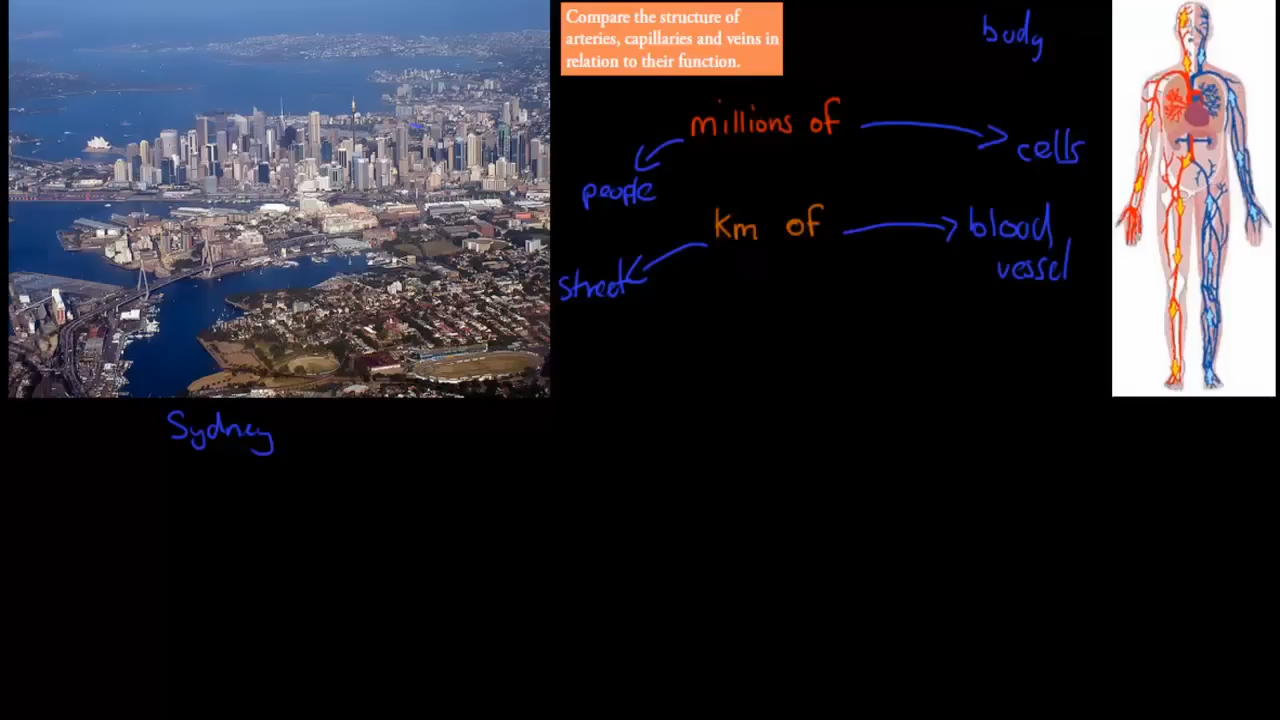 Compare the structure of
arteries, capillaries and veins in
relation to their function.
body
millions of
cells
people
km of
blood
vessel
street
Sydney